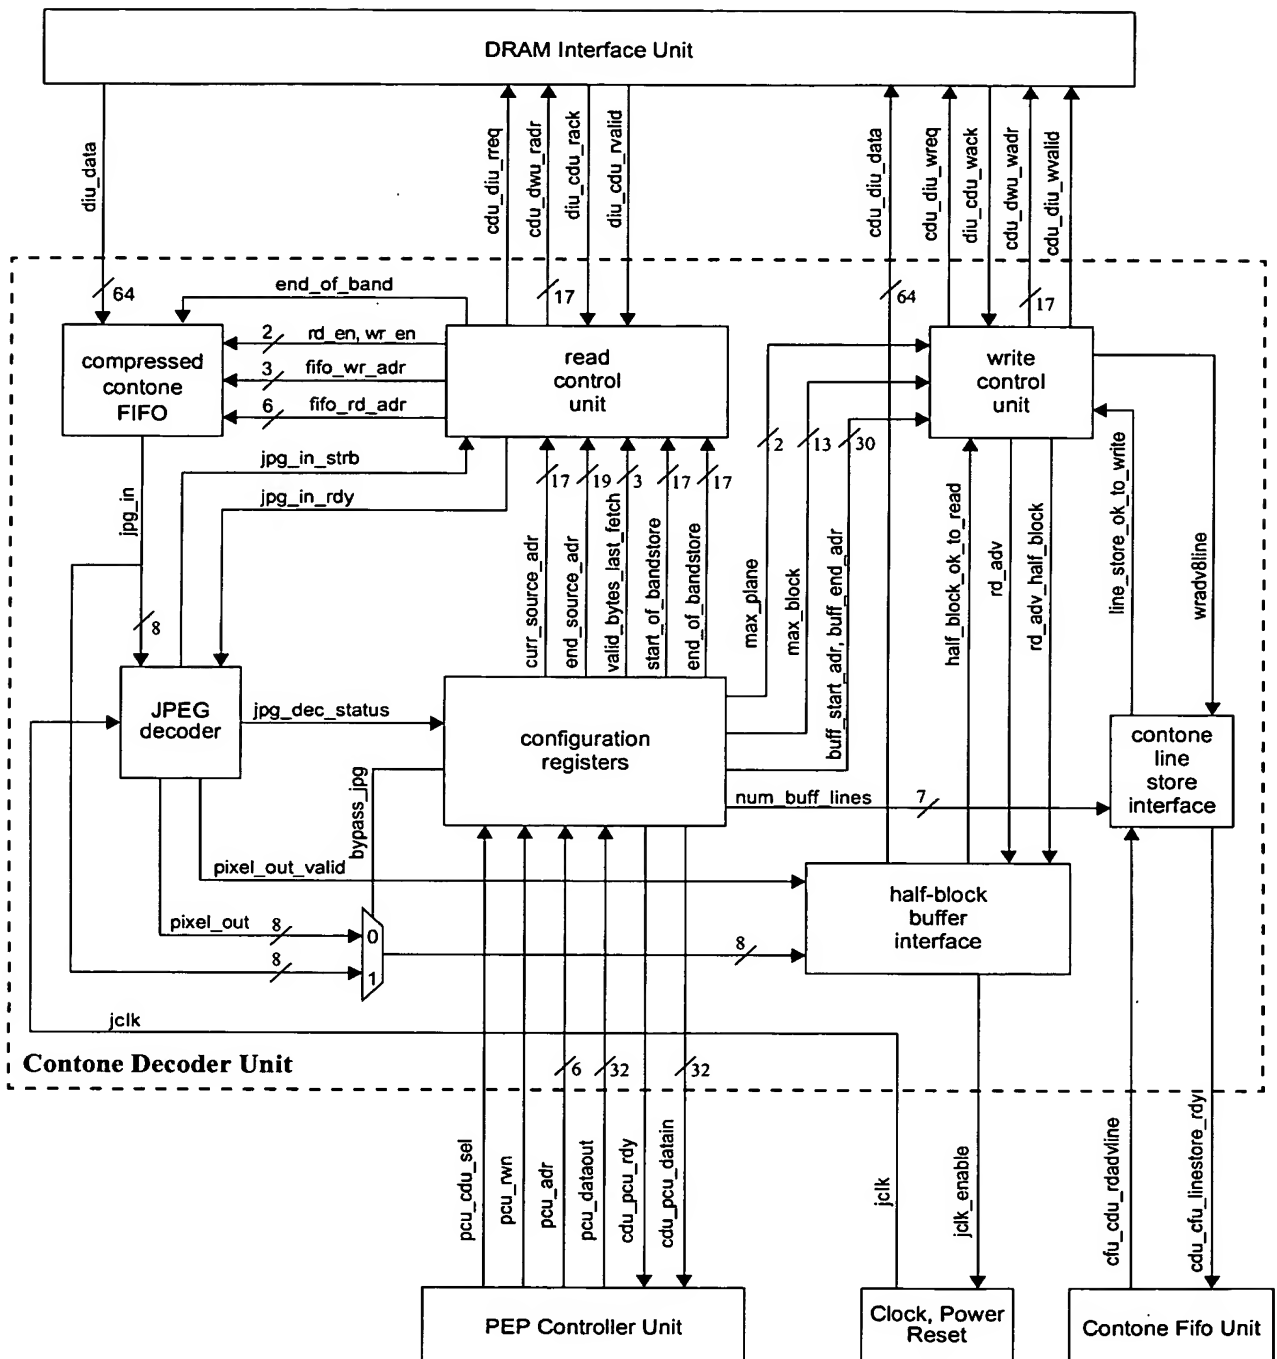 DRAM Interface Unit
diu_data
cdu_diu_rreq
cdu_dwu_radr
diu_cdu_rack
diu_cdu_rvalid
cdu_diu_data
cdu_diu_wreq
diu_cdu_wack
cdu_dwu_wadr
cdu_diu_wvalid
64
end_of_band
17
64
17
compressed
contone
FIFO
2
rd_en, wr_en
3
fifo_wr_adr
6
fifo_rd_adr
read
control
unit
write
control
unit
jpg_in_strb
jpg_in_rdy
jpg_in
8
17
19
3
17
17
2
13
30
curr_source_adr
end_source_adr
valid_bytes_last_fetch
start_of_bandstore
end_of_bandstore
max_plane
max_block
buff_start_adr, buff_end_adr
half_block_ok_to_read
rd_adv
rd_adv_half_block
line_store_ok_to_write
wradv8line
JPEG
decoder
jpg_dec_status
configuration
registers
contone
line
store
interface
bypass_jpg
num_buff_lines
7
pixel_out_valid
pixel_out
8
0
8
1
8
half-block
buffer
interface
jclk
Contone Decoder Unit
6
32
32
pcu_cdu_sel
pcu_rwn
pcu_adr
pcu_dataout
cdu_pcu_rdy
cdu_pcu_datain
jclk
jclk_enable
cfu_cdu_rdadvline
cdu_cfu_linestore_rdy
PEP Controller Unit
Clock, Power
Reset
Contone Fifo Unit